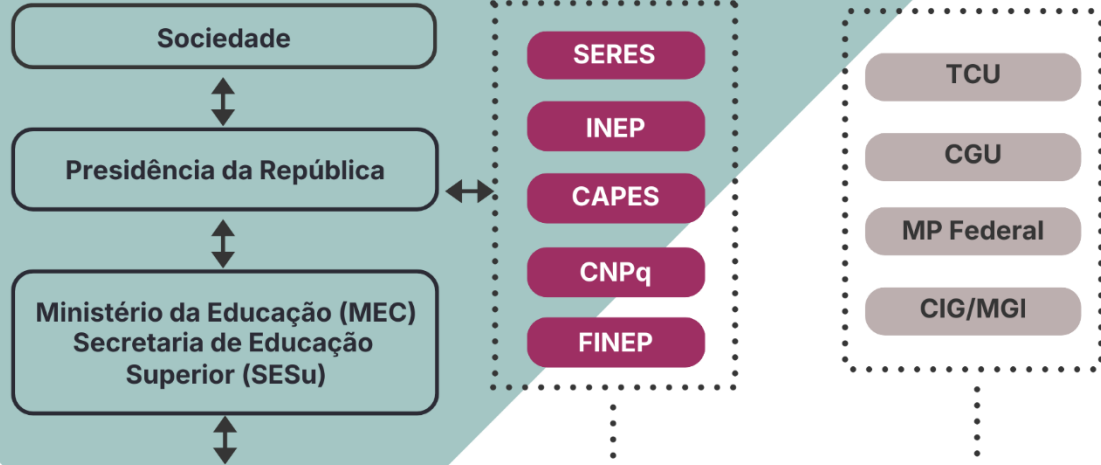 Sociedade
Presidência da República
Ministério da Educação (MEC)
Secretaria de Educação
Superior (SESu)
SERES
INEP
CAPES
CNPq
FINEP
TCU
CGU
MP Federal
CIG/MGI